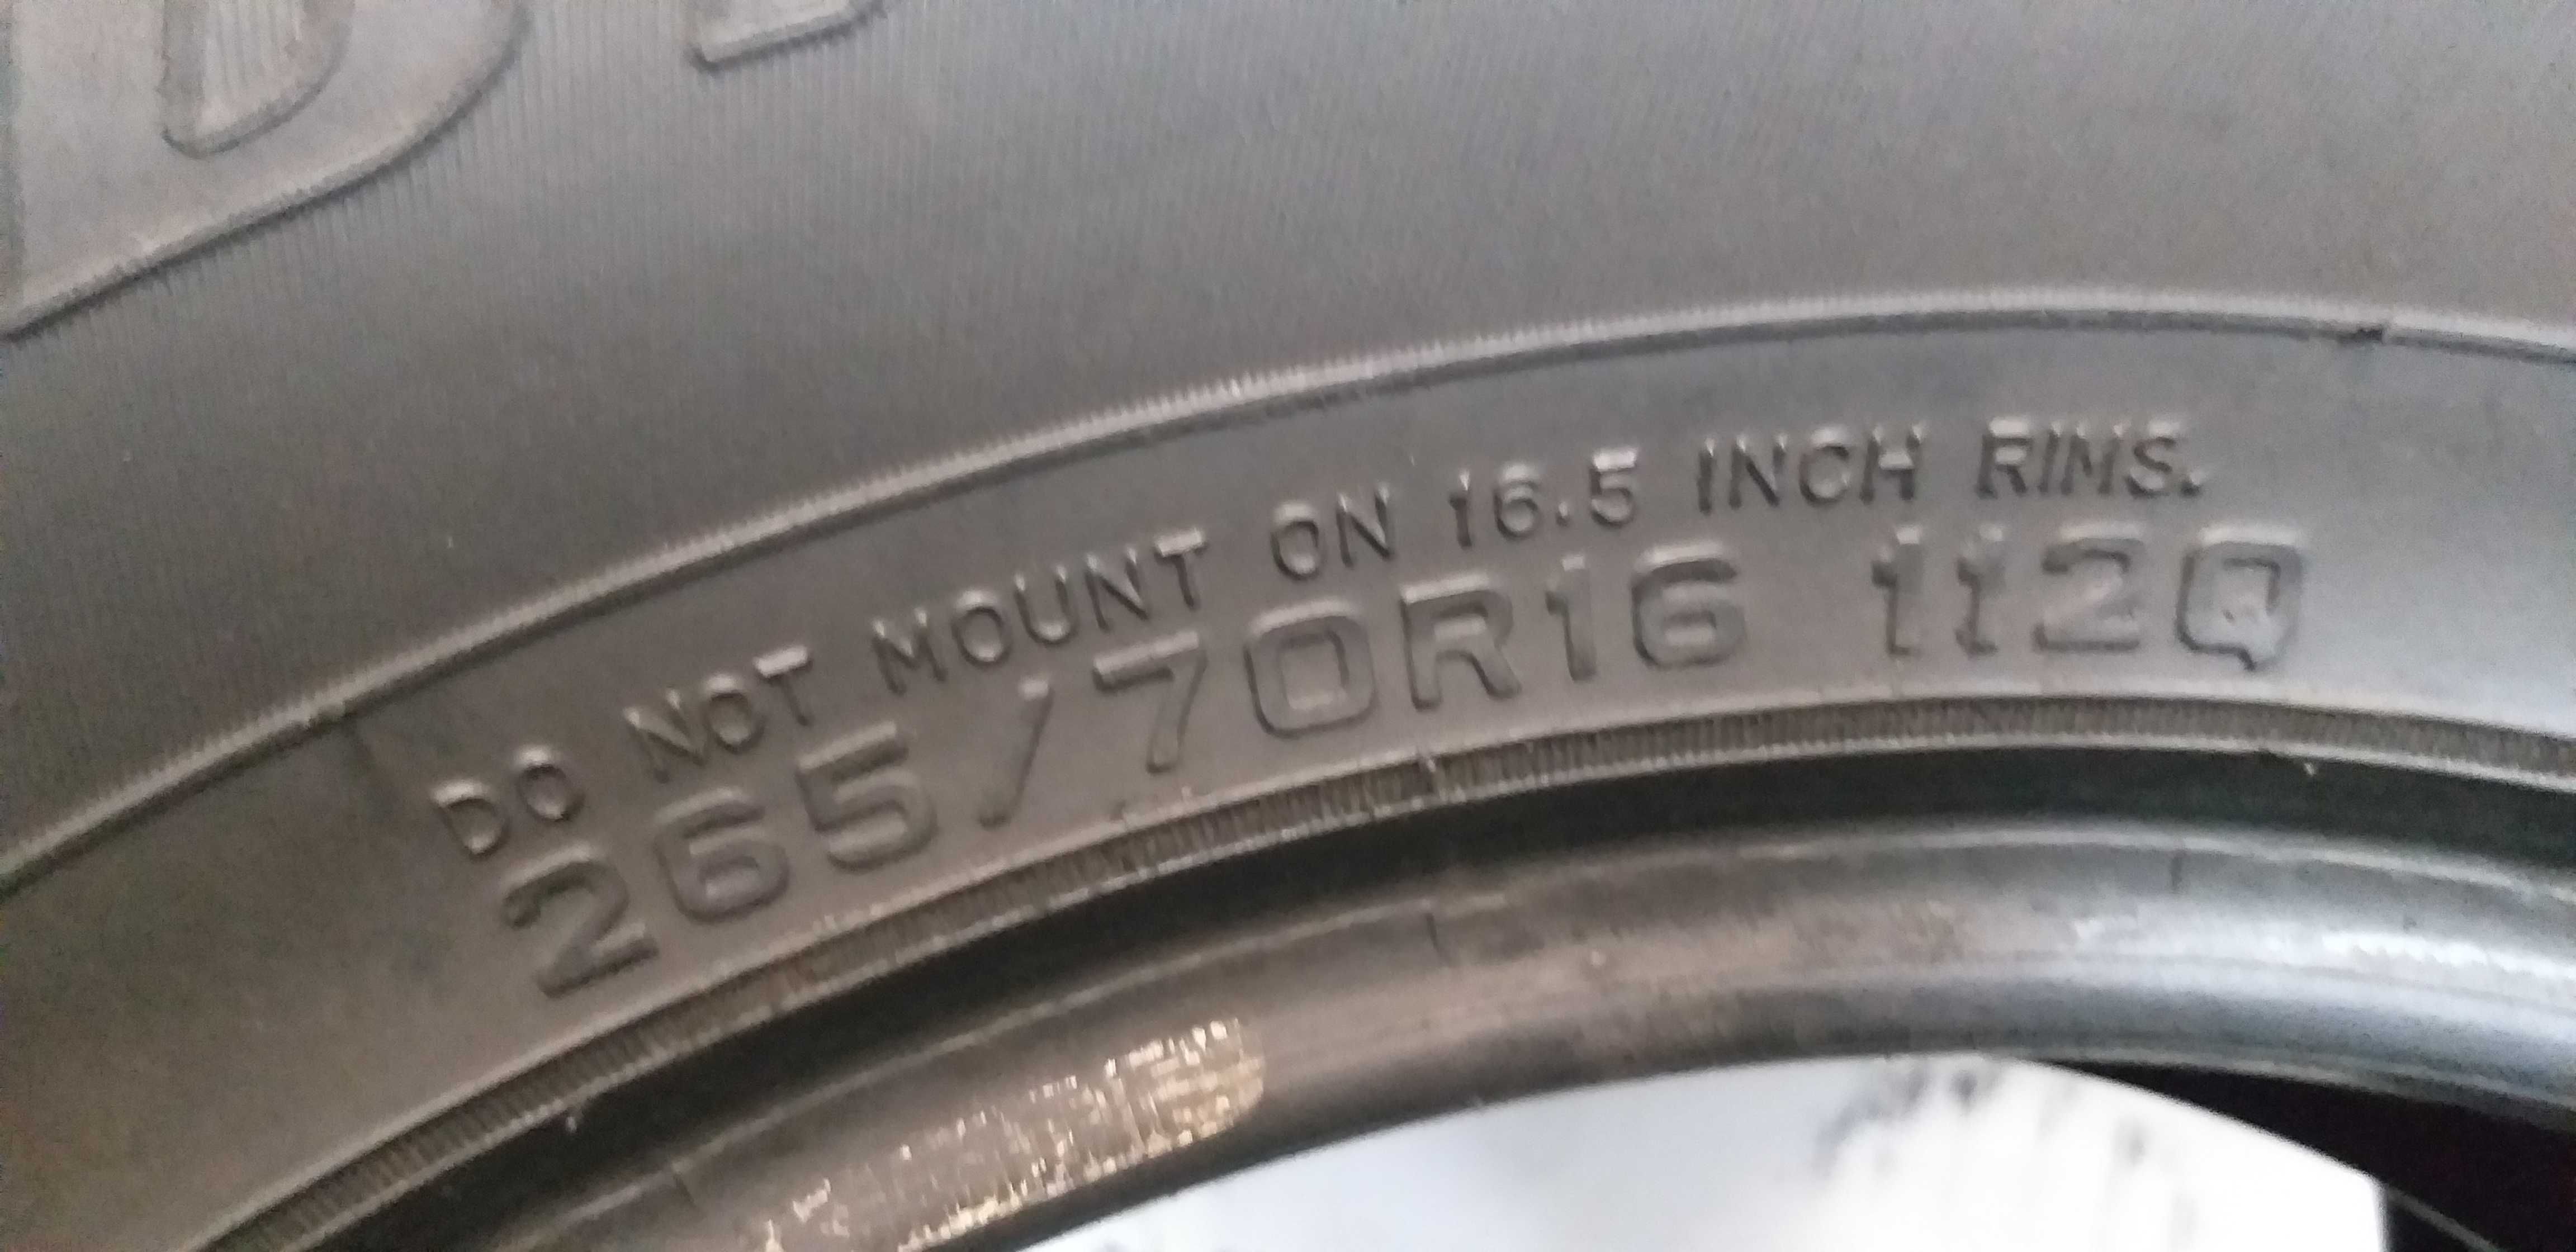 DO NOT MOUNT ON 16.5 INCH RIMS.
265/70R16 112Q